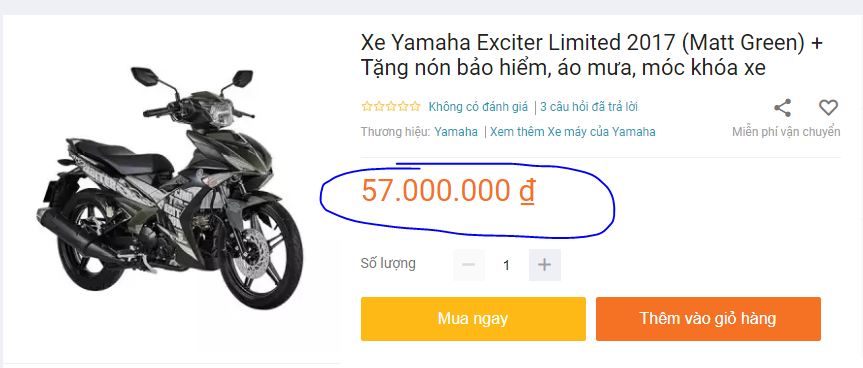 Xe Yamaha Exciter Limited 2017 (Matt Green) +
Tặng nón bảo hiểm, áo mưa, móc khóa xe
Không có đánh giá | 3 câu hỏi đã trả lời
Thương hiệu: Yamaha | Xem thêm Xe máy của Yamaha
Miễn phí vận chuyển
57.000.000 ₫
Số lượng − 1 +
Mua ngay
Thêm vào giỏ hàng